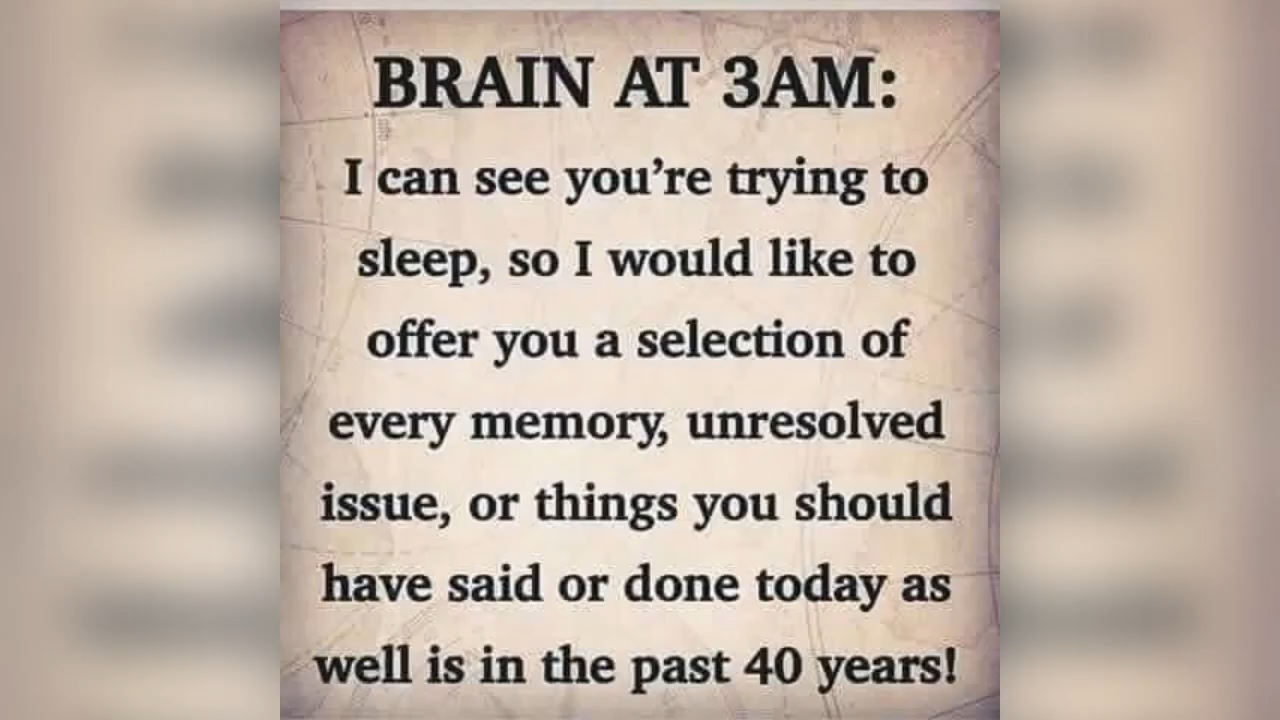 BRAIN AT 3AM:
I can see you’re trying to
sleep, so I would like to
offer you a selection of
every memory, unresolved
issue, or things you should
have said or done today as
well is in the past 40 years!